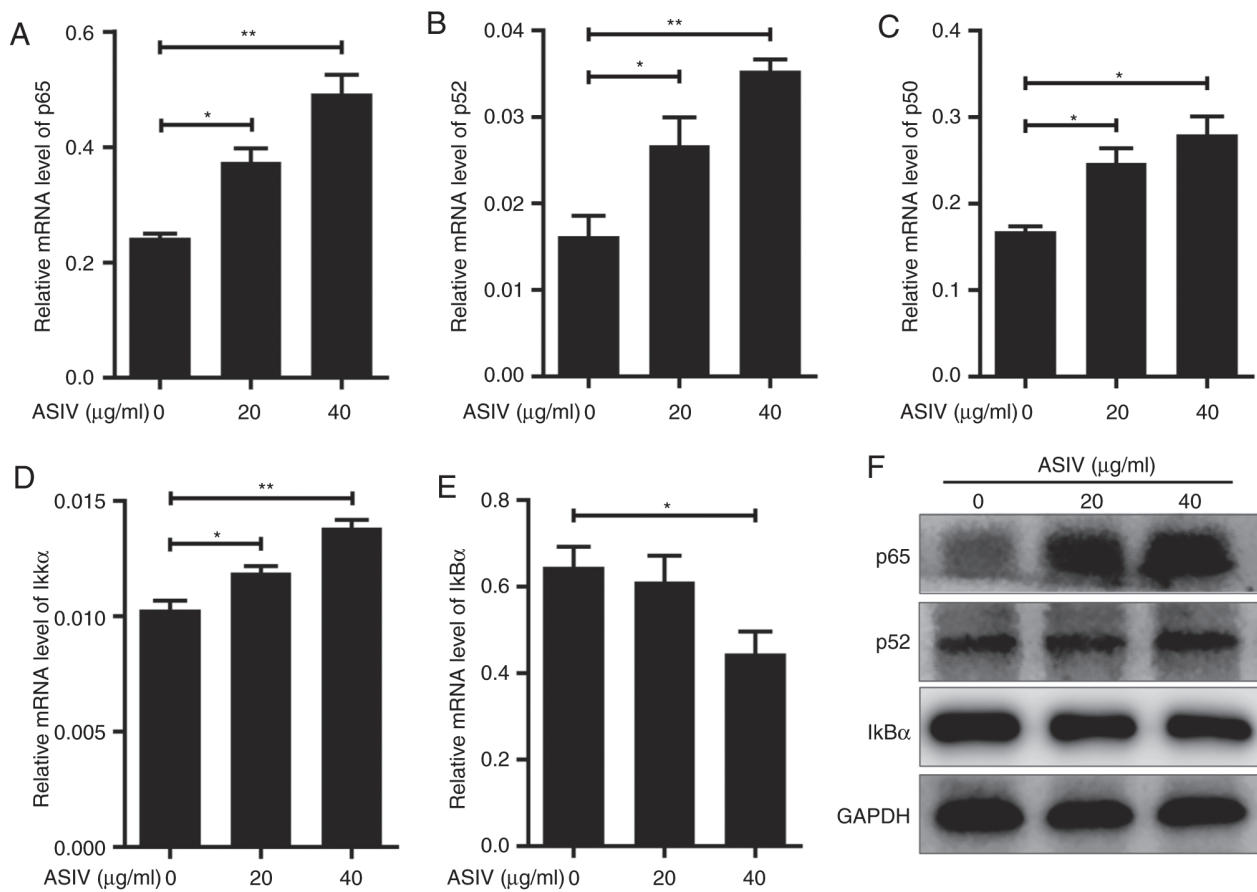 A
Relative mRNA level of p65
0.6
0.4
0.2
0.0
**
*
ASIV (μg/ml) 0 20 40
B
Relative mRNA level of p52
0.04
0.03
0.02
0.01
0.00
**
*
ASIV (μg/ml) 0 20 40
C
Relative mRNA level of p50
0.4
0.3
0.2
0.1
0.0
*
*
ASIV (μg/ml) 0 20 40
D
Relative mRNA level of Ikkα
0.015
0.010
0.005
0.000
**
*
ASIV (μg/ml) 0 20 40
E
Relative mRNA level of IkBα
0.8
0.6
0.4
0.2
0.0
*
ASIV (μg/ml) 0 20 40
F
ASIV (μg/ml)
0 20 40
p65
p52
IkBα
GAPDH